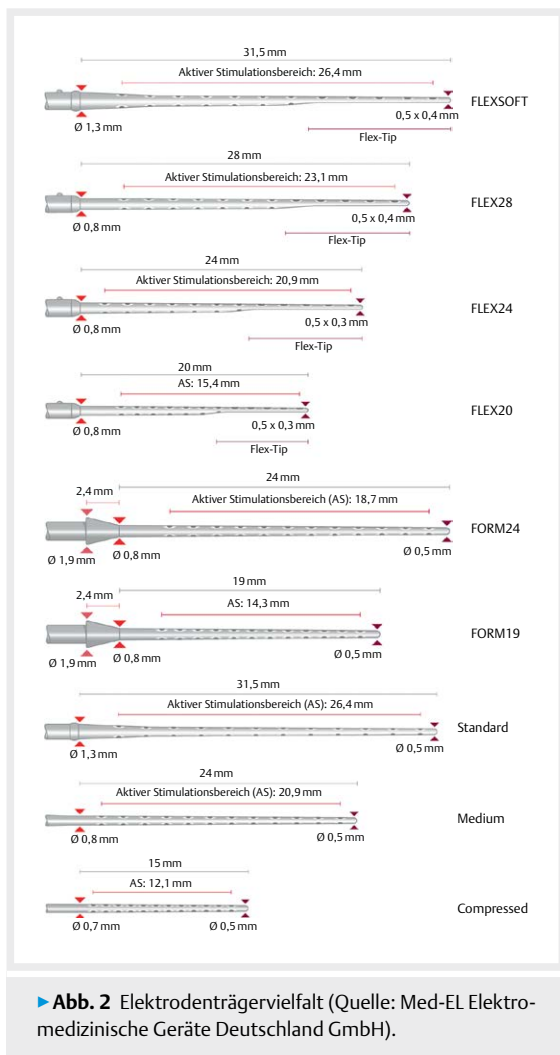 31,5 mm
Aktiver Stimulationsbereich: 26,4 mm
FLEXSOFT
Ø 1,3 mm
0,5 x 0,4 mm
Flex-Tip
28 mm
Aktiver Stimulationsbereich: 23,1 mm
FLEX28
Ø 0,8 mm
0,5 x 0,4 mm
Flex-Tip
24 mm
Aktiver Stimulationsbereich: 20,9 mm
FLEX24
Ø 0,8 mm
0,5 x 0,3 mm
Flex-Tip
20 mm
AS: 15,4 mm
FLEX20
Ø 0,8 mm
0,5 x 0,3 mm
Flex-Tip
24 mm
2,4 mm
Aktiver Stimulationsbereich (AS): 18,7 mm
FORM24
Ø 1,9 mm
Ø 0,8 mm
Ø 0,5 mm
19 mm
2,4 mm
AS: 14,3 mm
FORM19
Ø 1,9 mm
Ø 0,8 mm
Ø 0,5 mm
31,5 mm
Aktiver Stimulationsbereich (AS): 26,4 mm
Standard
Ø 1,3 mm
Ø 0,5 mm
24 mm
Aktiver Stimulationsbereich (AS): 20,9 mm
Medium
Ø 0,8 mm
Ø 0,5 mm
15 mm
AS: 12,1 mm
Compressed
Ø 0,7 mm
Ø 0,5 mm
►Abb. 2 Elektrodenträgervielfalt (Quelle: Med-EL Elektro-
medizinische Geräte Deutschland GmbH).